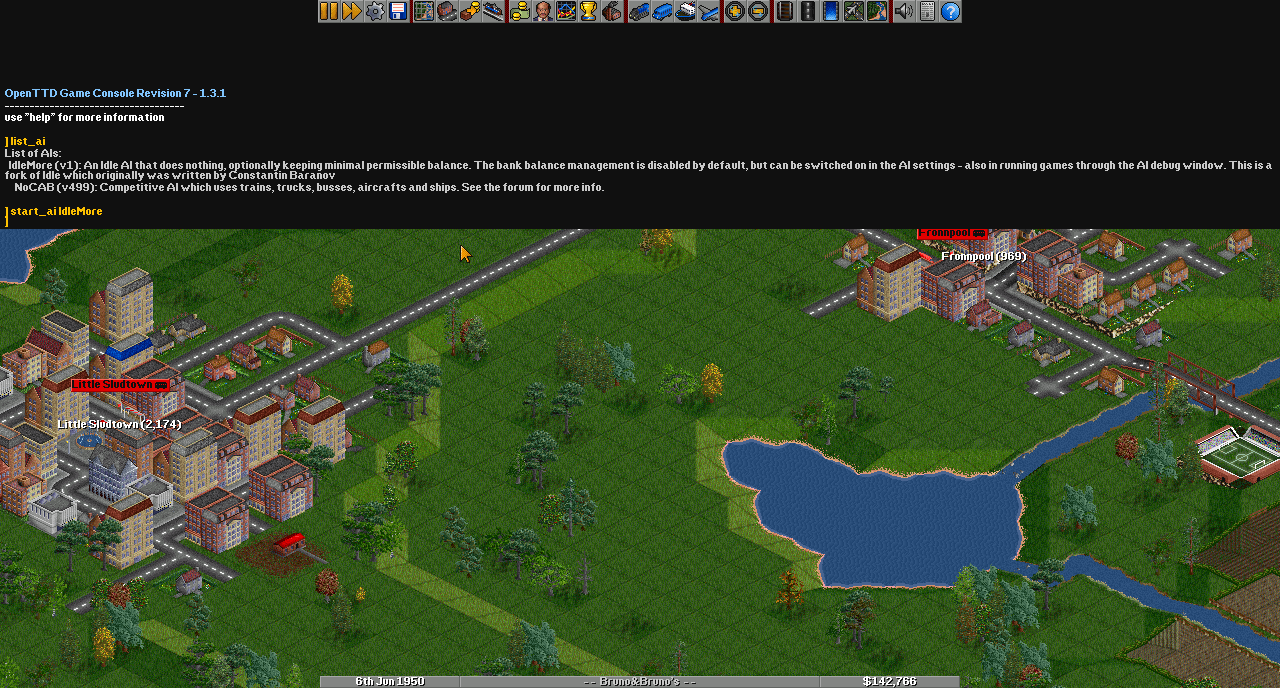 OpenTTD Game Console Revision 7 - 1.3.1
------------------------------------
use "help" for more information
] list_ai
List of AIs:
IdleMore (v1): An Idle AI that does nothing, optionally keeping minimal permissible balance. The bank balance management is disabled by default, but can be switched on in the AI settings - also in running games through the AI debug window. This is a
fork of Idle which originally was written by Constantin Baranov
NoCAB (v499): Competitive AI which uses trains, trucks, busses, aircrafts and ships. See the forum for more info.
] start_ai IdleMore
]
Fronnpool
Fronnpool (969)
Little Sludtown
Little Sludtown (2,174)
6th Jun 1950
-- Bruno&Bruno's --
$142,766